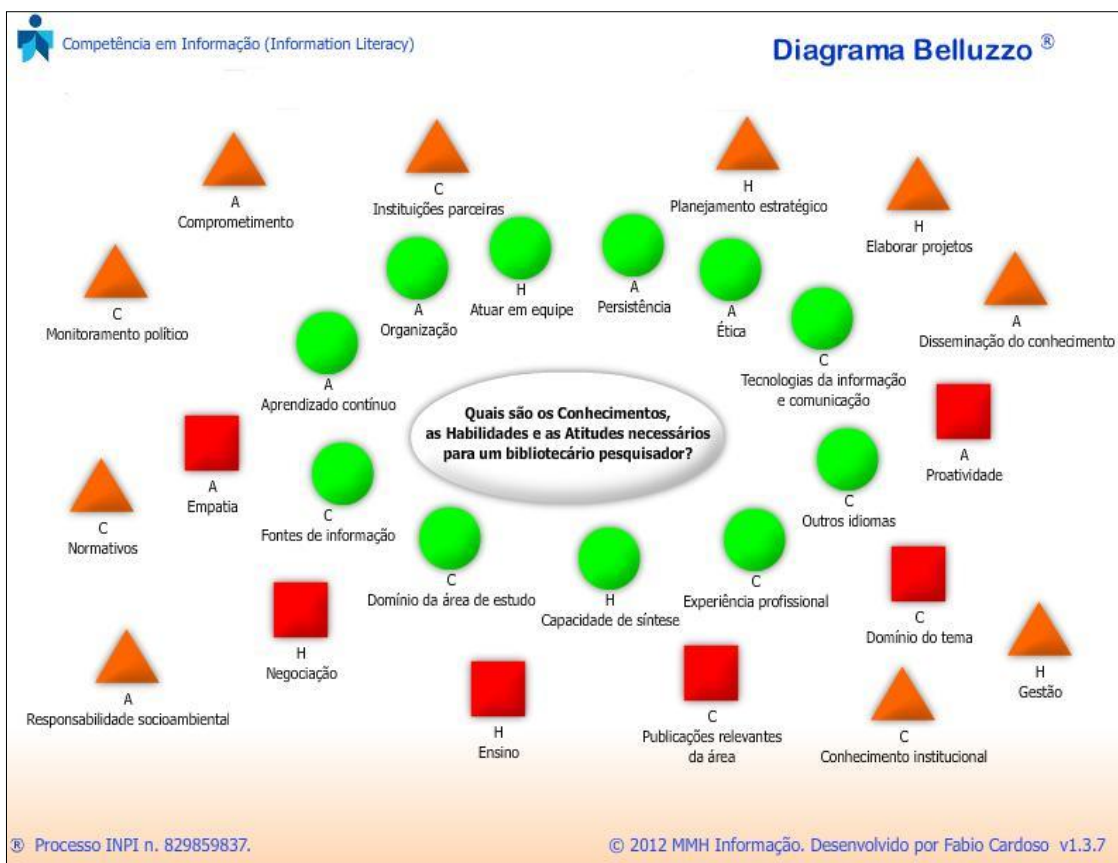 Competência em Informação (Information Literacy)
Diagrama Belluzzo ®
A
Comprometimento
C
Instituições parceiras
H
Planejamento estratégico
H
Elaborar projetos
C
Monitoramento político
A
Organização
H
Atuar em equipe
A
Persistência
A
Ética
A
Disseminação do conhecimento
A
Aprendizado contínuo
C
Tecnologias da informação
e comunicação
Quais são os Conhecimentos,
as Habilidades e as Atitudes necessários
para um bibliotecário pesquisador?
A
Empatia
A
Proatividade
C
Normativos
C
Fontes de informação
C
Outros idiomas
C
Domínio da área de estudo
H
Capacidade de síntese
C
Experiência profissional
C
Domínio do tema
H
Negociação
A
Responsabilidade socioambiental
H
Ensino
C
Publicações relevantes
da área
H
Gestão
C
Conhecimento institucional
® Processo INPI n. 829859837.
© 2012 MMH Informação. Desenvolvido por Fabio Cardoso v1.3.7